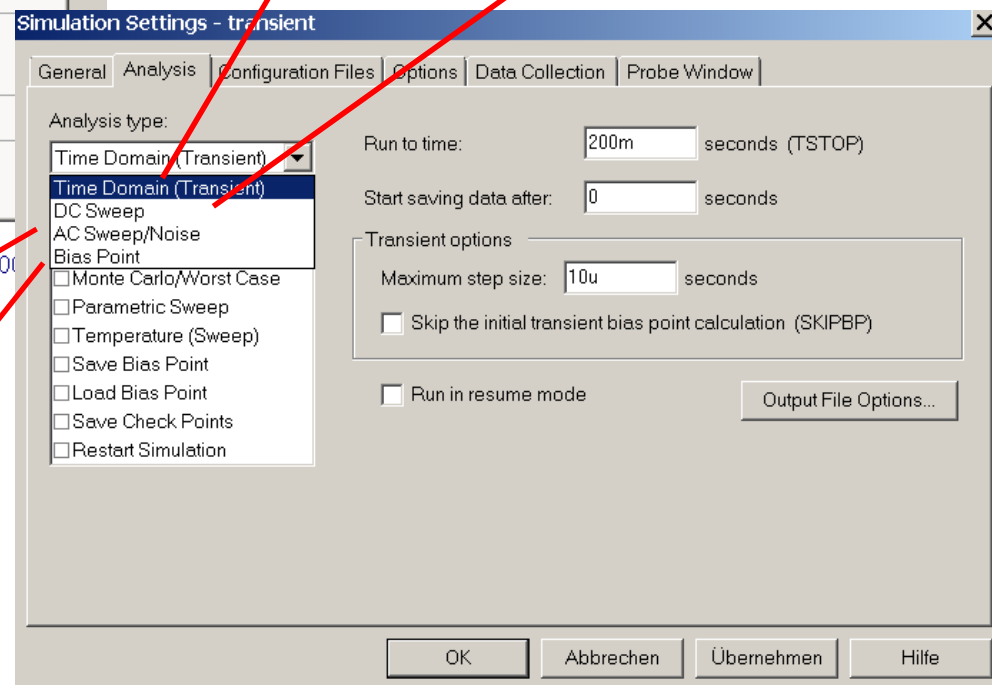 Simulation Settings - transient
General Analysis Configuration Files Options Data Collection Probe Window
Analysis type:
Time Domain (Transient)
Time Domain (Transient)
DC Sweep
AC Sweep/Noise
Bias Point
Monte Carlo/Worst Case
Parametric Sweep
Temperature (Sweep)
Save Bias Point
Load Bias Point
Save Check Points
Restart Simulation
Run to time: 200m seconds (TSTOP)
Start saving data after: 0 seconds
Transient options
Maximum step size: 10u seconds
Skip the initial transient bias point calculation (SKIPBP)
Run in resume mode
Output File Options...
OK Abbrechen Übernehmen Hilfe